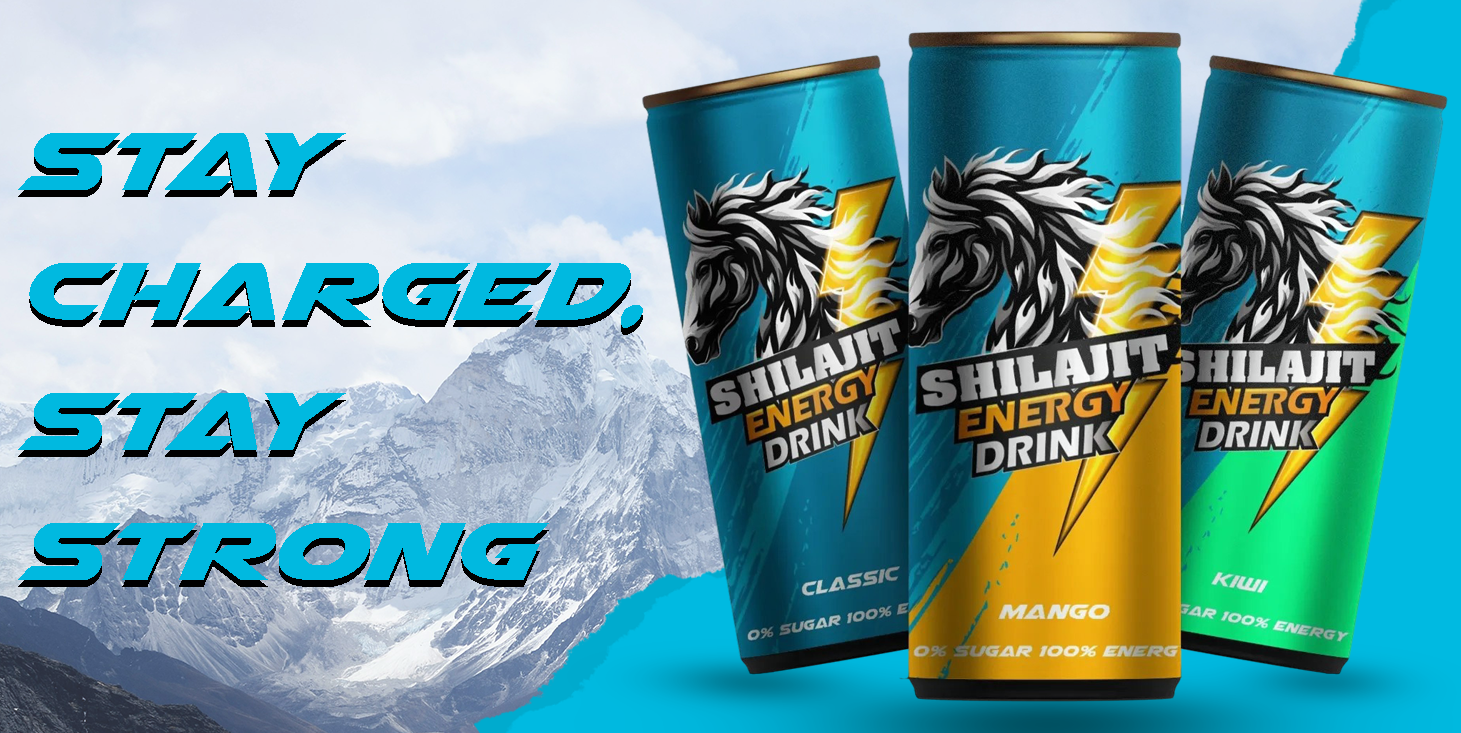 STAY
CHARGED,
STAY
STRONG
SHILAJIT
ENERGY
DRINK
CLASSIC
0% SUGAR 100% E
SHILAJIT
ENERGY
DRINK
MANGO
0% SUGAR 100% ENERG
SHILAJIT
ENERGY
DRINK
KIWI
GAR 100% ENERGY